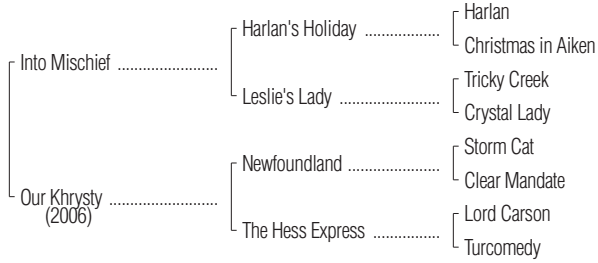 Harlan
Harlan's Holiday ..................
Christmas in Aiken
Into Mischief ........................
Tricky Creek
Leslie's Lady ........................
Crystal Lady
Storm Cat
Newfoundland ......................
Clear Mandate
Our Khrysty ..........................
(2006)
Lord Carson
The Hess Express ................
Turcomedy